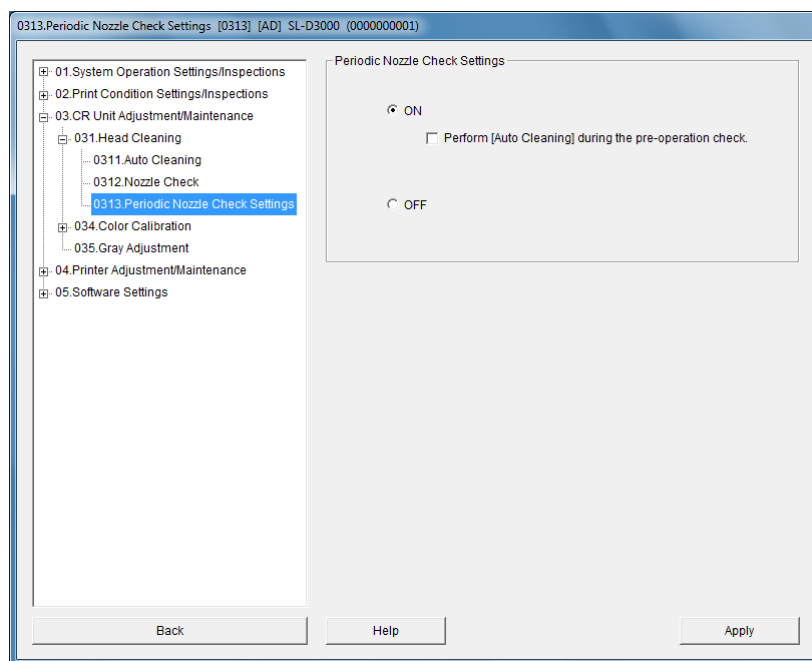 0313.Periodic Nozzle Check Settings [0313] [AD] SL-D3000 (0000000001)
01.System Operation Settings/Inspections
02.Print Condition Settings/Inspections
03.CR Unit Adjustment/Maintenance
031.Head Cleaning
0311.Auto Cleaning
0312.Nozzle Check
0313.Periodic Nozzle Check Settings
034.Color Calibration
035.Gray Adjustment
04.Printer Adjustment/Maintenance
05.Software Settings
Periodic Nozzle Check Settings
ON
Perform [Auto Cleaning] during the pre-operation check.
OFF
Back
Help
Apply